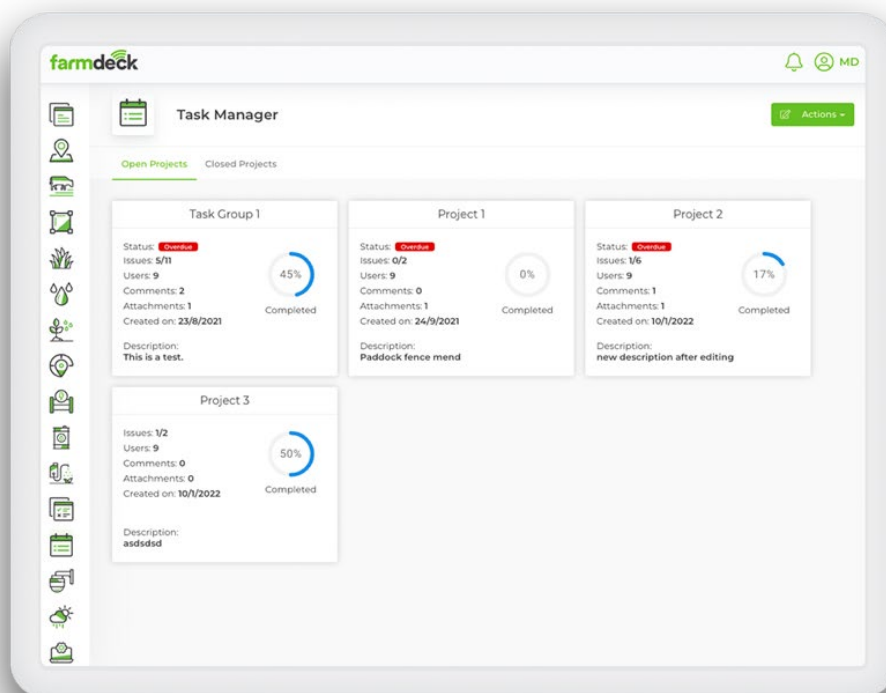 farmdeck
MD
Task Manager
Actions
Open Projects Closed Projects
Task Group 1
Status: Overdue
Issues: 5/11
Users: 9
Comments: 2
Attachments: 1
Created on: 23/8/2021
45%
Completed
Description:
This is a test.
Project 1
Status: Overdue
Issues: 0/2
Users: 9
Comments: 0
Attachments: 1
Created on: 24/9/2021
0%
Completed
Description:
Paddock fence mend
Project 2
Status: Overdue
Issues: 1/6
Users: 9
Comments: 1
Attachments: 1
Created on: 10/1/2022
17%
Completed
Description:
new description after editing
Project 3
Issues: 1/2
Users: 9
Comments: 0
Attachments: 0
Created on: 10/1/2022
50%
Completed
Description:
asdsdsd